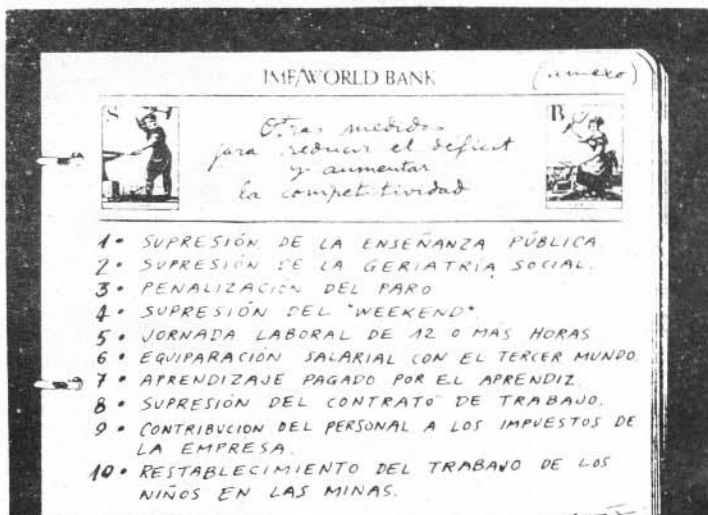 IMF/WORLD BANK
(anexo)
S
B
Otras medidas
para reducir el déficit
y aumentar
la competitividad
1• SUPRESIÓN DE LA ENSEÑANZA PÚBLICA
2• SUPRESIÓN DE LA GERIATRÍA SOCIAL.
3• PENALIZACIÓN DEL PARO
4• SUPRESIÓN DEL "WEEKEND".
5• JORNADA LABORAL DE 12 O MAS HORAS
6• EQUIPARACIÓN SALARIAL CON EL TERCER MUNDO
7• APRENDIZAJE PAGADO POR EL APRENDIZ
8• SUPRESIÓN DEL CONTRATO DE TRABAJO.
9• CONTRIBUCION DEL PERSONAL A LOS IMPUESTOS DE
LA EMPRESA.
10• RESTABLECIMIENTO DEL TRABAJO DE LOS
NIÑOS EN LAS MINAS.